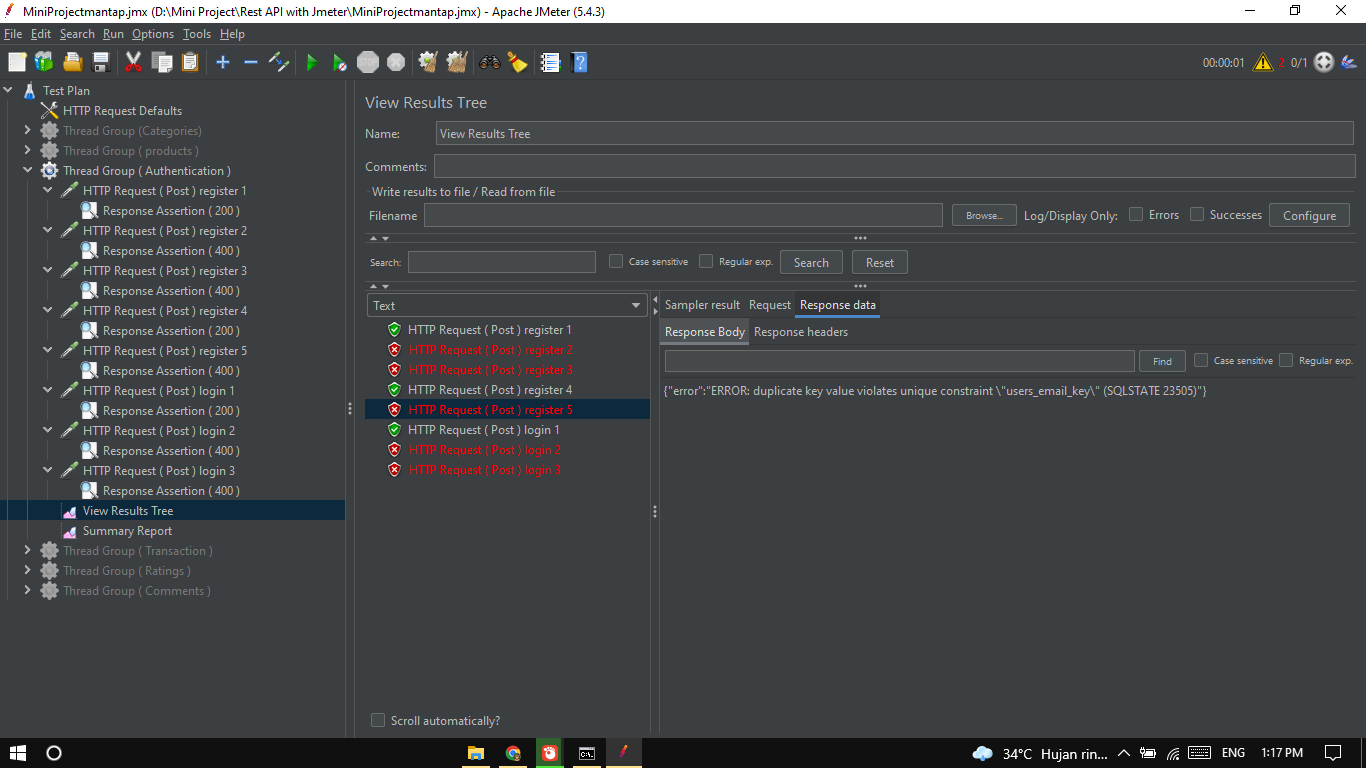 MiniProjectmantap.jmx (D:\Mini Project\Rest API with Jmeter\MiniProjectmantap.jmx) - Apache JMeter (5.4.3)
File Edit Search Run Options Tools Help
STOP ? 00:00:01 2 0/1
Test Plan
HTTP Request Defaults
Thread Group (Categories)
Thread Group ( products )
Thread Group ( Authentication )
HTTP Request ( Post ) register 1
Response Assertion ( 200 )
HTTP Request ( Post ) register 2
Response Assertion ( 400 )
HTTP Request ( Post ) register 3
Response Assertion ( 400 )
HTTP Request ( Post ) register 4
Response Assertion ( 200 )
HTTP Request ( Post ) register 5
Response Assertion ( 400 )
HTTP Request ( Post ) login 1
Response Assertion ( 200 )
HTTP Request ( Post ) login 2
Response Assertion ( 400 )
HTTP Request ( Post ) login 3
Response Assertion ( 400 )
View Results Tree
Summary Report
Thread Group ( Transaction )
Thread Group ( Ratings )
Thread Group ( Comments )
View Results Tree
Name: View Results Tree
Comments:
Write results to file / Read from file
Filename Browse... Log/Display Only: Errors Successes Configure
Search: Case sensitive Regular exp. Search Reset
Text
HTTP Request ( Post ) register 1
HTTP Request ( Post ) register 2
HTTP Request ( Post ) register 3
HTTP Request ( Post ) register 4
HTTP Request ( Post ) register 5
HTTP Request ( Post ) login 1
HTTP Request ( Post ) login 2
HTTP Request ( Post ) login 3
Scroll automatically?
Sampler result Request Response data
Response Body Response headers
Find Case sensitive Regular exp.
{"error":"ERROR: duplicate key value violates unique constraint \"users_email_key\" (SQLSTATE 23505)"}
34°C Hujan rin... ENG 1:17 PM